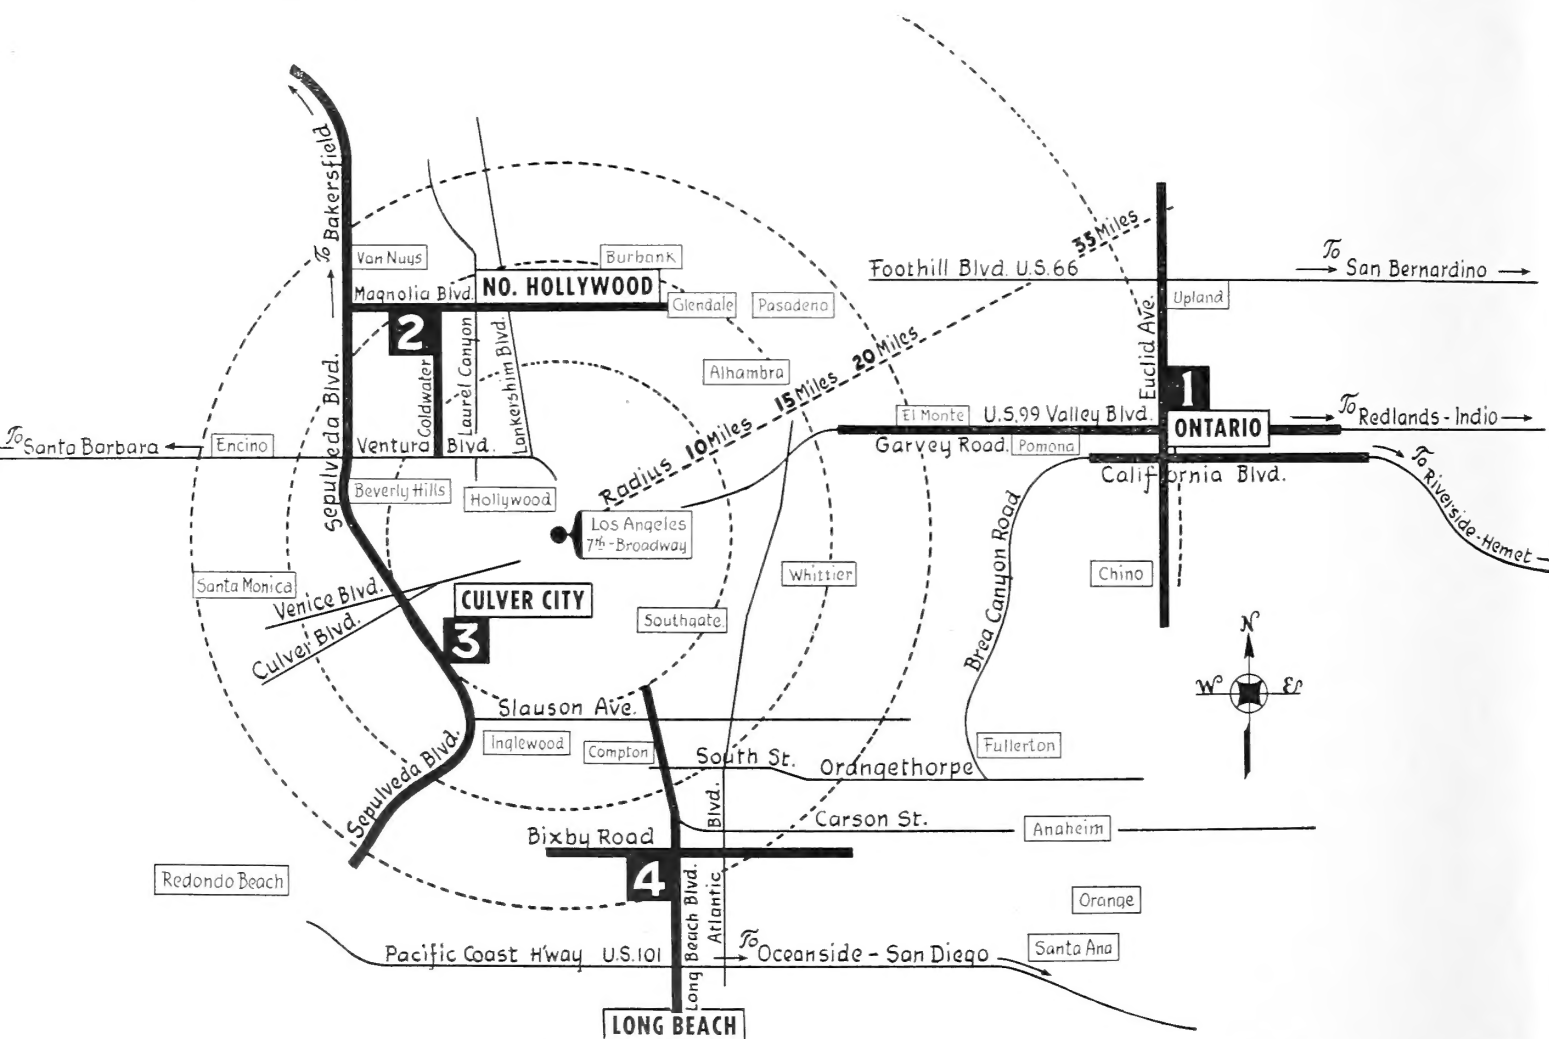 To Bakersfield
Van Nuys
Burbank
35 Miles
Foothill Blvd. U.S. 66
To San Bernardino
Magnolia Blvd.
NO. HOLLYWOOD
Glendale
Pasadena
Upland
2
Sepulveda Blvd.
Coldwater
Laurel Canyon
Lankershim Blvd.
Alhambra
20 Miles
15 Miles
10 Miles
Radius
Euclid Ave.
1
El Monte
U.S. 99 Valley Blvd.
ONTARIO
To Redlands - Indio
To Santa Barbara
Encino
Ventura Blvd.
Garvey Road.
Pomona
California Blvd.
To Riverside - Hemet
Beverly Hills
Hollywood
Los Angeles
7th - Broadway
Brea Canyon Road
Santa Monica
Venice Blvd.
Culver Blvd.
CULVER CITY
3
Whittier
Southgate
Chino
N
W
E
Slauson Ave.
Sepulveda Blvd.
Inglewood
Compton
South St.
Orangethorpe
Fullerton
Carson St.
Anaheim
Bixby Road
4
Long Beach Blvd.
Atlantic Blvd.
Redondo Beach
Orange
Santa Ana
Pacific Coast H'way U.S. 101
To Oceanside - San Diego
LONG BEACH